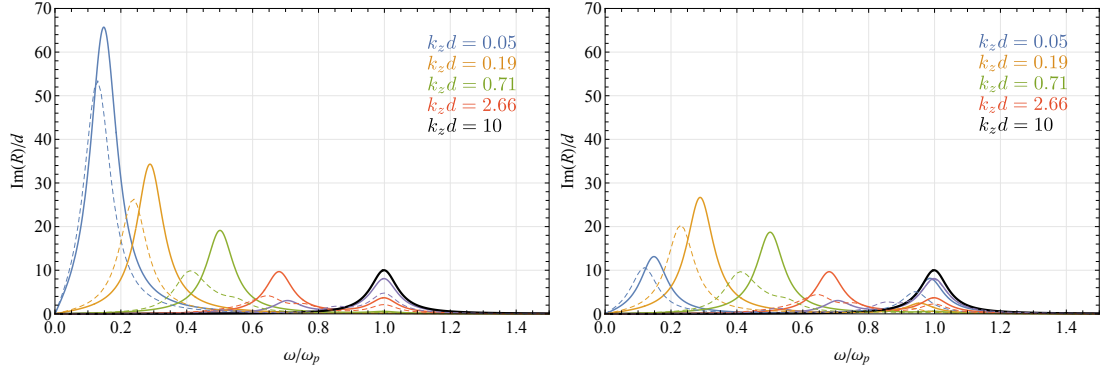 70
60
50
40
30
20
10
0
Im(R)/d
0.0 0.2 0.4 0.6 0.8 1.0 1.2 1.4
ω/ωₚ
k_z d = 0.05
k_z d = 0.19
k_z d = 0.71
k_z d = 2.66
k_z d = 10
70
60
50
40
30
20
10
0
Im(R)/d
0.0 0.2 0.4 0.6 0.8 1.0 1.2 1.4
ω/ωₚ
k_z d = 0.05
k_z d = 0.19
k_z d = 0.71
k_z d = 2.66
k_z d = 10